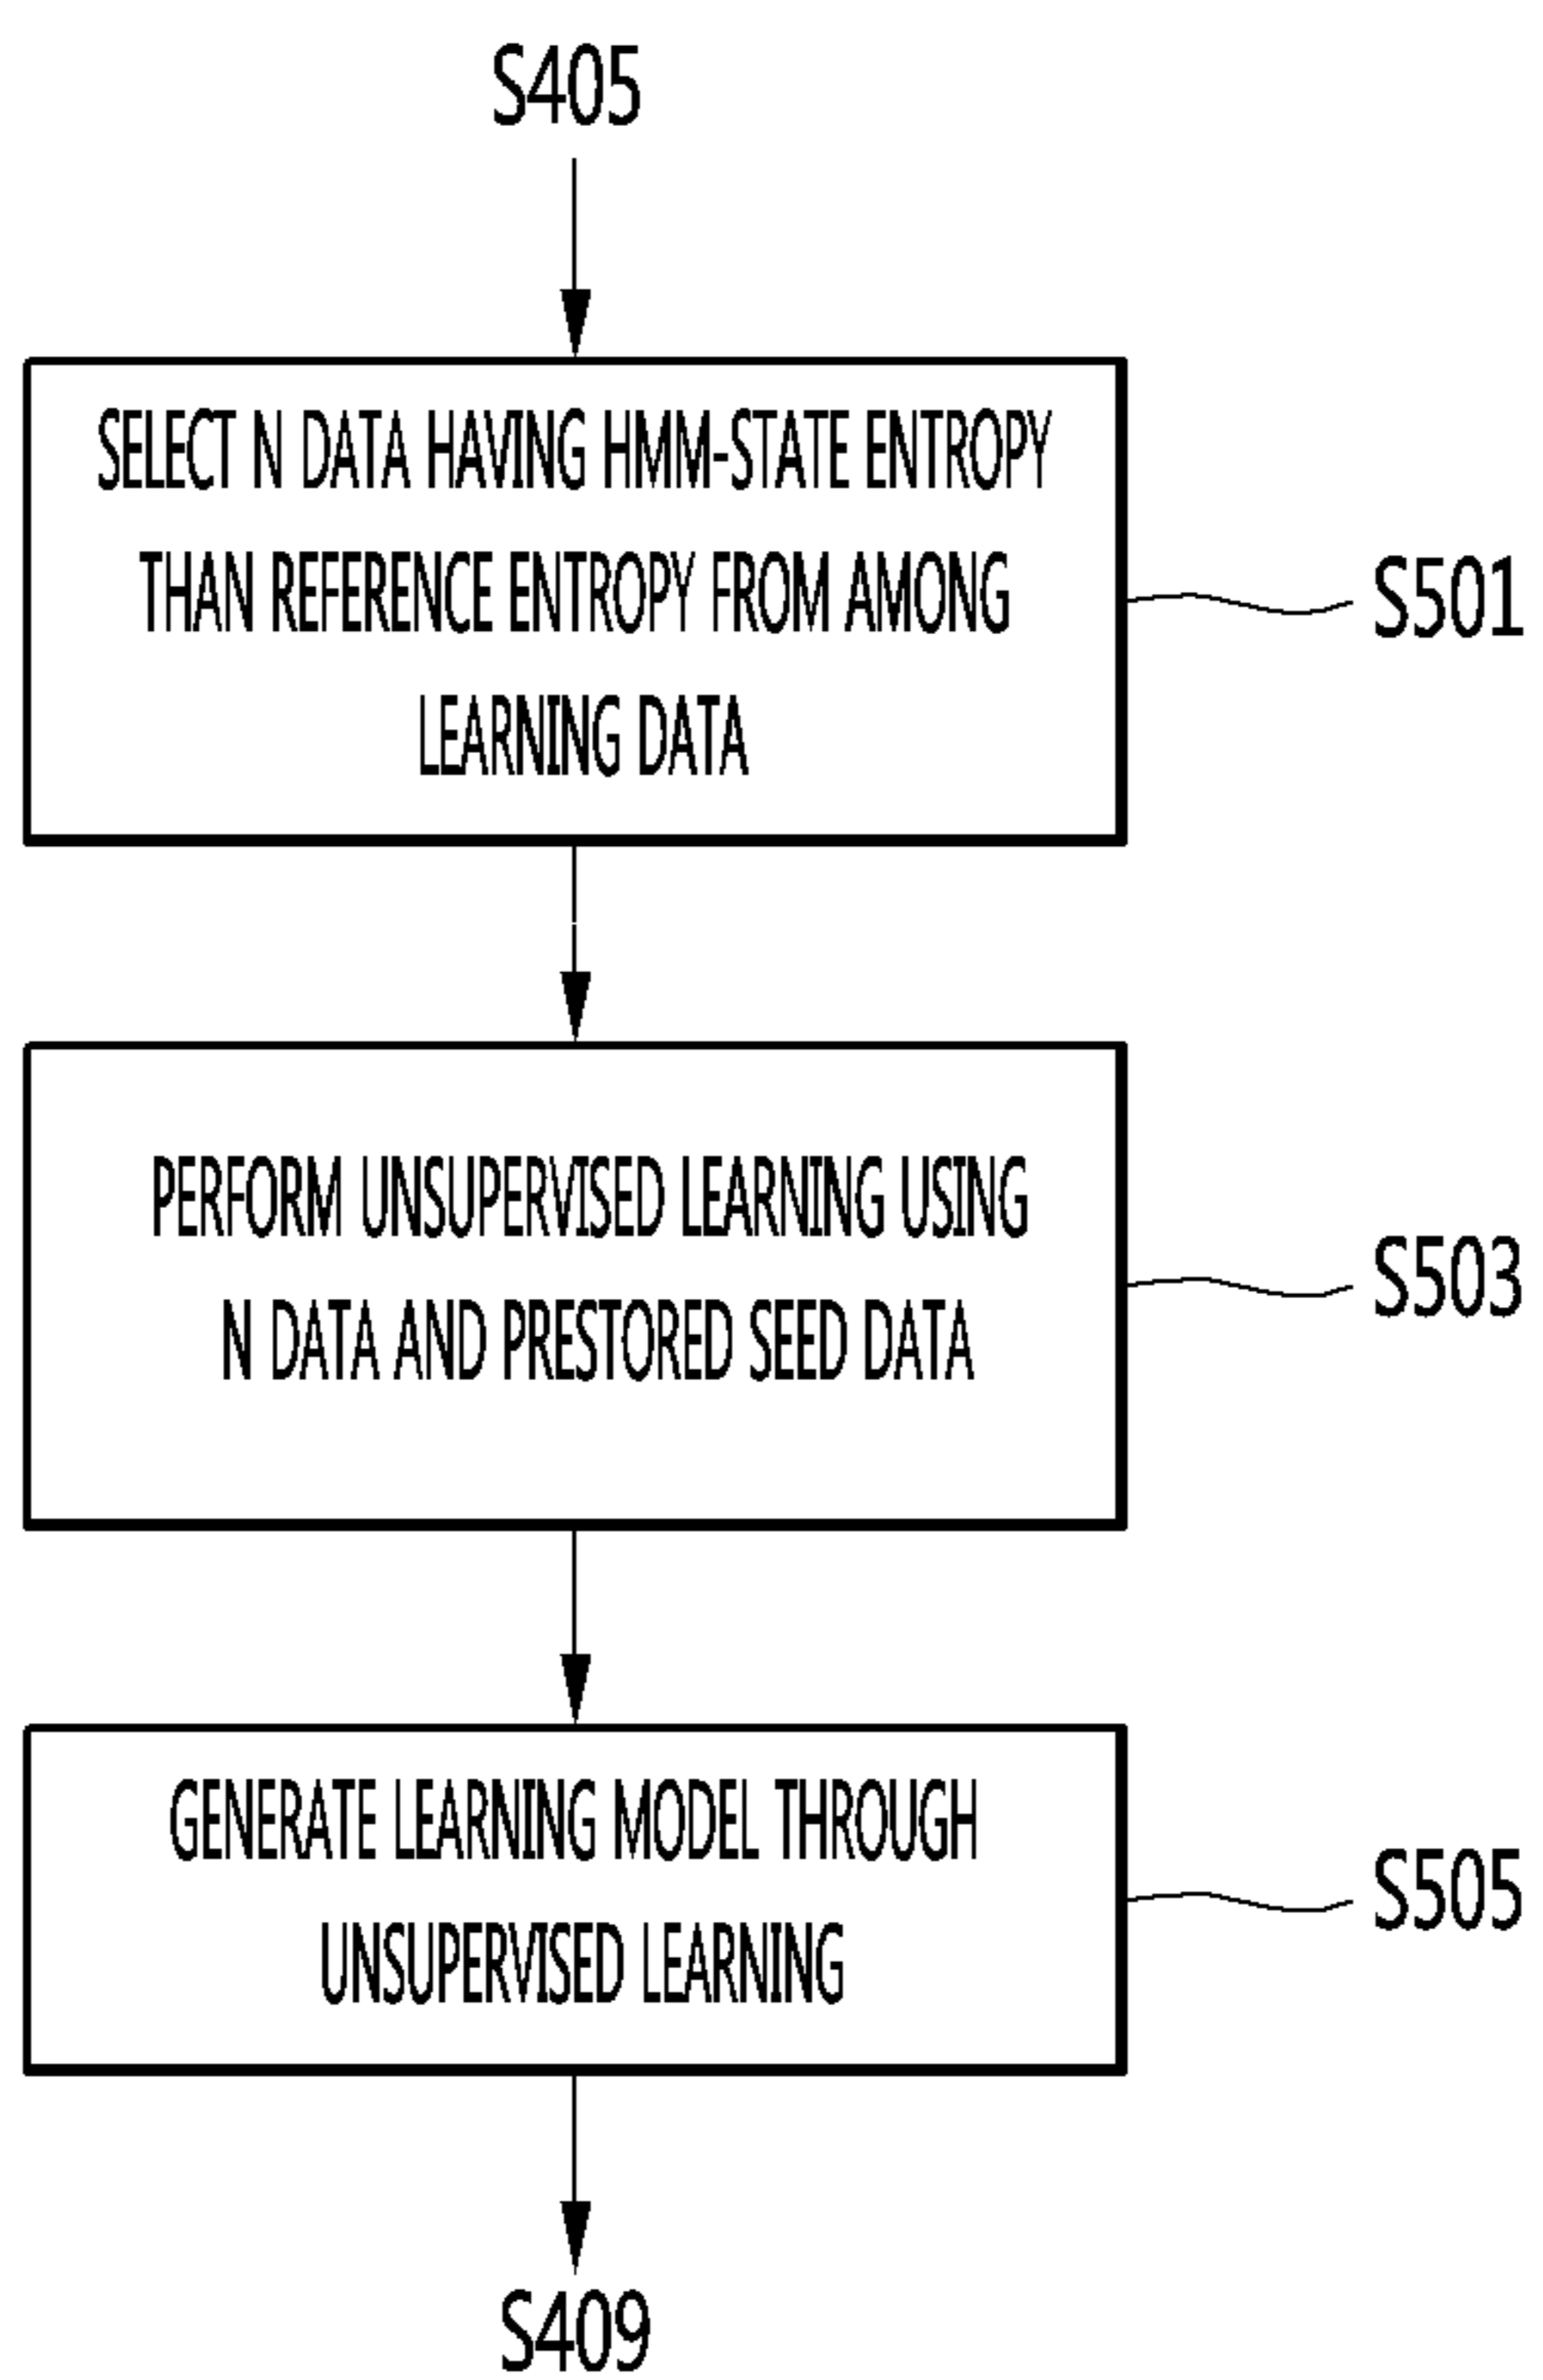 S405
SELECT N DATA HAVING HMM-STATE ENTROPY
THAN REFERENCE ENTROPY FROM AMONG
LEARNING DATA
S501
PERFORM UNSUPERVISED LEARNING USING
N DATA AND PRESTORED SEED DATA
S503
GENERATE LEARNING MODEL THROUGH
UNSUPERVISED LEARNING
S505
S409